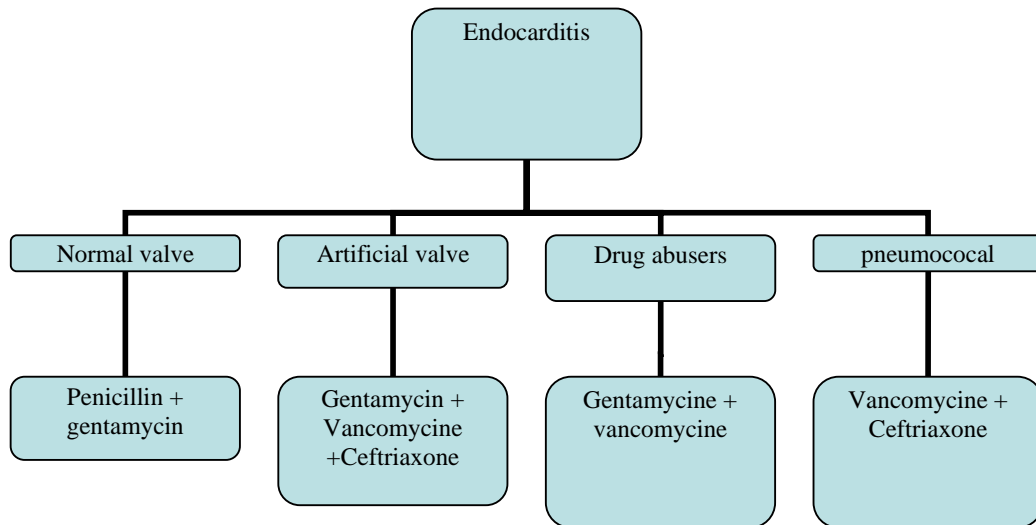 Endocarditis
Normal valve
Artificial valve
Drug abusers
pneumococal
Penicillin +
gentamycin
Gentamycin +
Vancomycine
+Ceftriaxone
Gentamycine +
vancomycine
Vancomycine +
Ceftriaxone